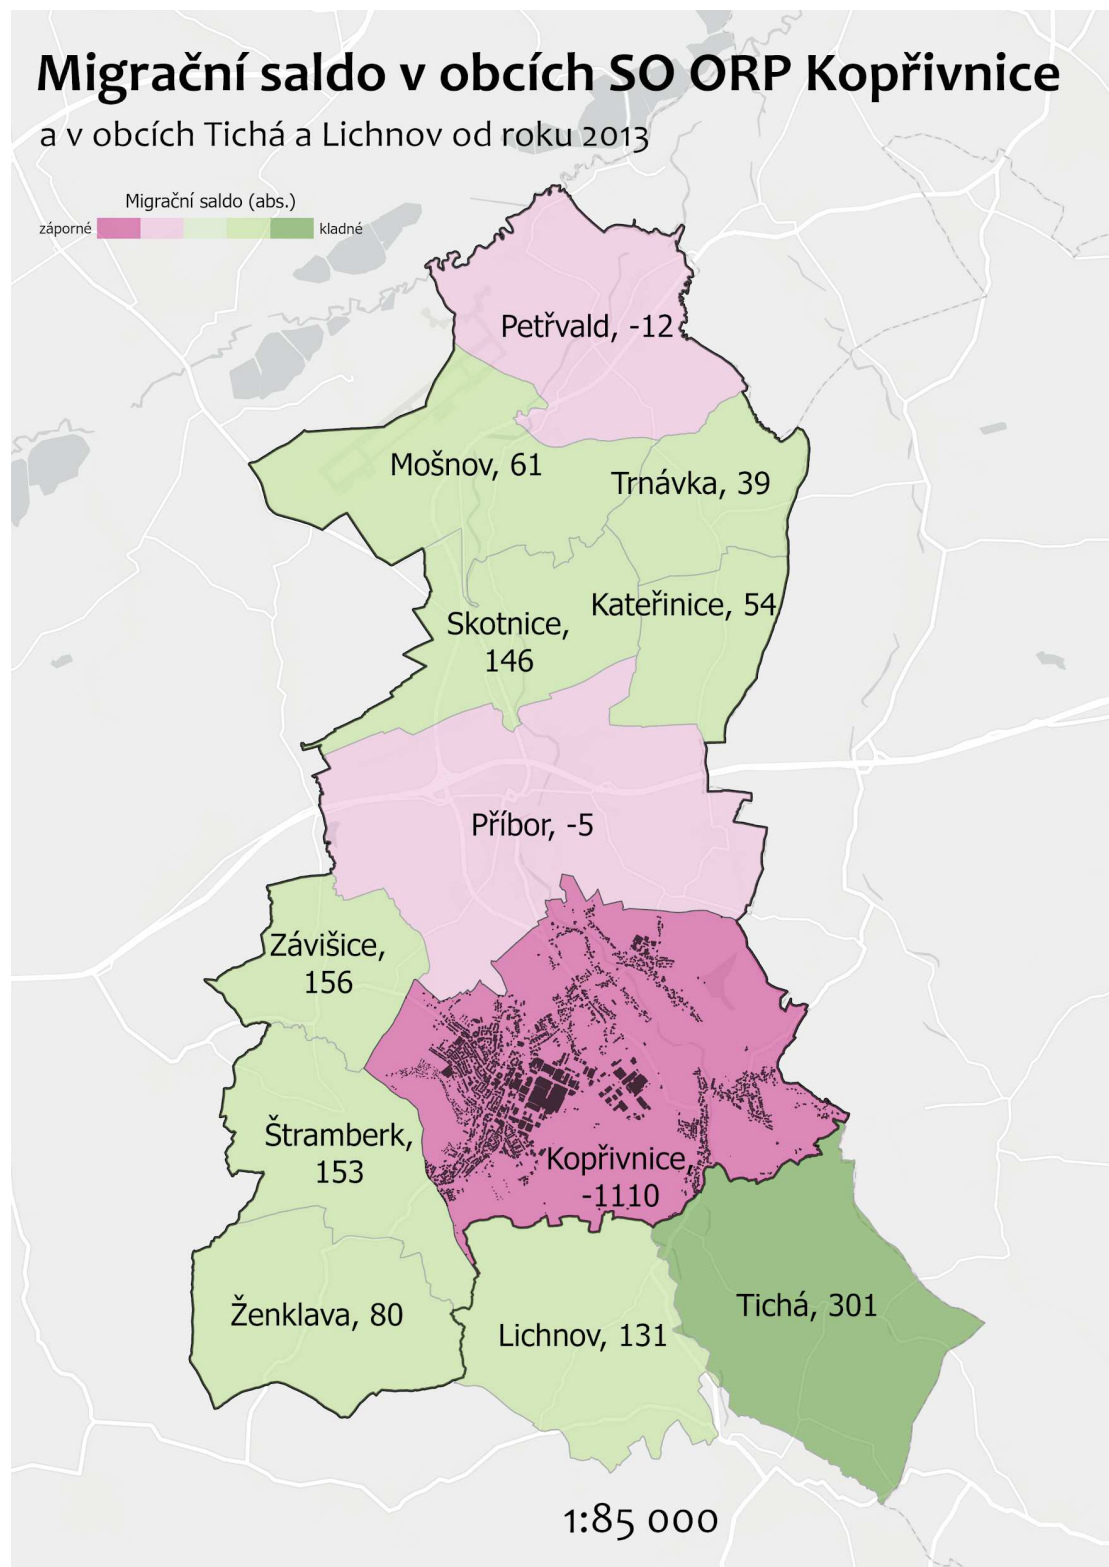 Migrační saldo v obcích SO ORP Kopřivnice
a v obcích Tichá a Lichnov od roku 2013
Migrační saldo (abs.)
záporné kladné
Petřvald, -12
Mošnov, 61
Trnávka, 39
Kateřinice, 54
Skotnice,
146
Příbor, -5
Závišice,
156
Štramberk,
153
Kopřivnice,
-1110
Ženklava, 80
Lichnov, 131
Tichá, 301
1:85 000